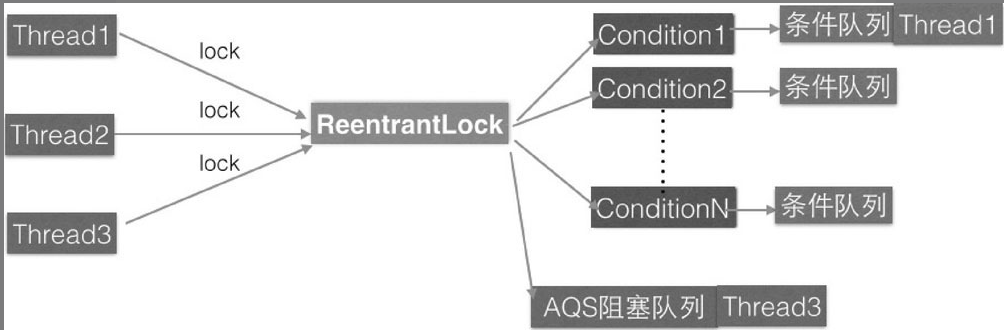 Thread1
lock
Condition1
条件队列
Thread1
Condition2
条件队列
lock
ReentrantLock
Thread2
lock
ConditionN
条件队列
Thread3
AQS阻塞队列
Thread3